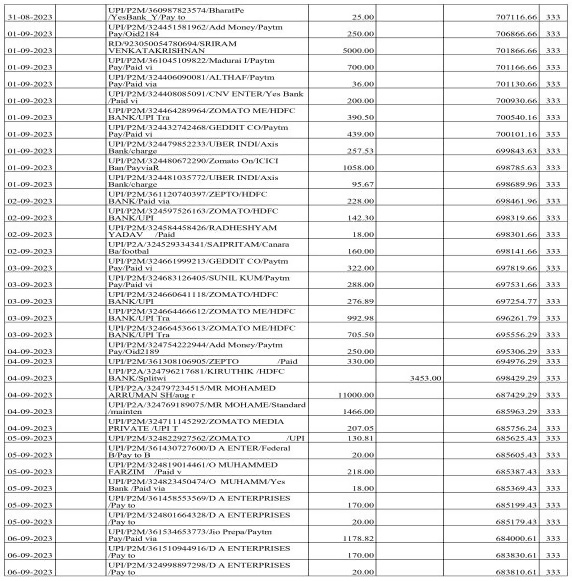 UPI/P2M/360987823574/BharatPe
31-08-2023 /YesBank_Y/Pay to 25.00 707116.66 333
UPI/P2M/324451581962/Add Money/Paytm
01-09-2023 Pay/Oid2184 250.00 706866.66 333
RD/923050054780694/SRIRAM
01-09-2023 VENKATAKRISHNAN 5000.00 701866.66 333
UPI/P2M/361045109822/Madurai I/Paytm
01-09-2023 Pay/Paid vi 700.00 701166.66 333
UPI/P2M/324406090081/ALTHAF/Paytm
01-09-2023 Pay/Paid via 36.00 701130.66 333
UPI/P2M/324408085091/CNV ENTER/Yes Bank
01-09-2023 /Paid vi 200.00 700930.66 333
UPI/P2M/324464289964/ZOMATO ME/HDFC
01-09-2023 BANK/UPI Tra 390.50 700540.16 333
UPI/P2M/324432742468/GEDDIT CO/Paytm
01-09-2023 Pay/Paid vi 439.00 700101.16 333
UPI/P2M/324479852233/UBER INDI/Axis
01-09-2023 Bank/charge 257.53 699843.63 333
UPI/P2M/324480672290/Zomato On/ICICI
01-09-2023 Ban/PayviaR 1058.00 698785.63 333
UPI/P2M/324481035772/UBER INDI/Axis
01-09-2023 Bank/charge 95.67 698689.96 333
UPI/P2M/361120740397/ZEPTO/HDFC
02-09-2023 BANK/Paid via 228.00 698461.96 333
UPI/P2M/324597526163/ZOMATO/HDFC
02-09-2023 BANK/UPI 142.30 698319.66 333
UPI/P2M/324584458426/RADHESHYAM
02-09-2023 YADAV /Paid 18.00 698301.66 333
UPI/P2A/324529334341/SAIPRITAM/Canara
02-09-2023 Ba/footbal 160.00 698141.66 333
UPI/P2M/324661999213/GEDDIT CO/Paytm
03-09-2023 Pay/Paid vi 322.00 697819.66 333
UPI/P2M/324683126405/SUNIL KUM/Paytm
03-09-2023 Pay/Paid vi 288.00 697531.66 333
UPI/P2M/324660641118/ZOMATO/HDFC
03-09-2023 BANK/UPI 276.89 697254.77 333
UPI/P2M/324664466612/ZOMATO ME/HDFC
03-09-2023 BANK/UPI Tra 992.98 696261.79 333
UPI/P2M/324664536613/ZOMATO ME/HDFC
03-09-2023 BANK/UPI Tra 705.50 695556.29 333
UPI/P2M/324754222944/Add Money/Paytm
04-09-2023 Pay/Oid2189 250.00 695306.29 333
04-09-2023 UPI/P2M/361308106905/ZEPTO /Paid 330.00 694976.29 333
UPI/P2A/324796217681/KIRUTHIK /HDFC
04-09-2023 BANK/Splitwi 3453.00 698429.29 333
UPI/P2A/324797234515/MR MOHAMED
04-09-2023 ARRUMAN SH/aug r 11000.00 687429.29 333
UPI/P2A/324769189075/MR MOHAME/Standard
04-09-2023 /mainten 1466.00 685963.29 333
UPI/P2M/324711145292/ZOMATO MEDIA
04-09-2023 PRIVATE /UPI T 207.05 685756.24 333
05-09-2023 UPI/P2M/324822927562/ZOMATO /UPI 130.81 685625.43 333
UPI/P2M/361430727600/D A ENTER/Federal
05-09-2023 B/Pay to B 20.00 685605.43 333
UPI/P2M/324819014461/O MUHAMMED
05-09-2023 FARZIM /Paid v 218.00 685387.43 333
UPI/P2M/324823450474/O MUHAMM/Yes
05-09-2023 Bank /Paid via 18.00 685369.43 333
UPI/P2M/361458553569/D A ENTERPRISES
05-09-2023 /Pay to 170.00 685199.43 333
UPI/P2M/324801664328/D A ENTERPRISES
05-09-2023 /Pay to 20.00 685179.43 333
UPI/P2M/361534653773/Jio Prepa/Paytm
06-09-2023 Pay/Paid via 1178.82 684000.61 333
UPI/P2M/361510944916/D A ENTERPRISES
06-09-2023 /Pay to 170.00 683830.61 333
UPI/P2M/324998897298/D A ENTERPRISES
06-09-2023 /Pay to 20.00 683810.61 333